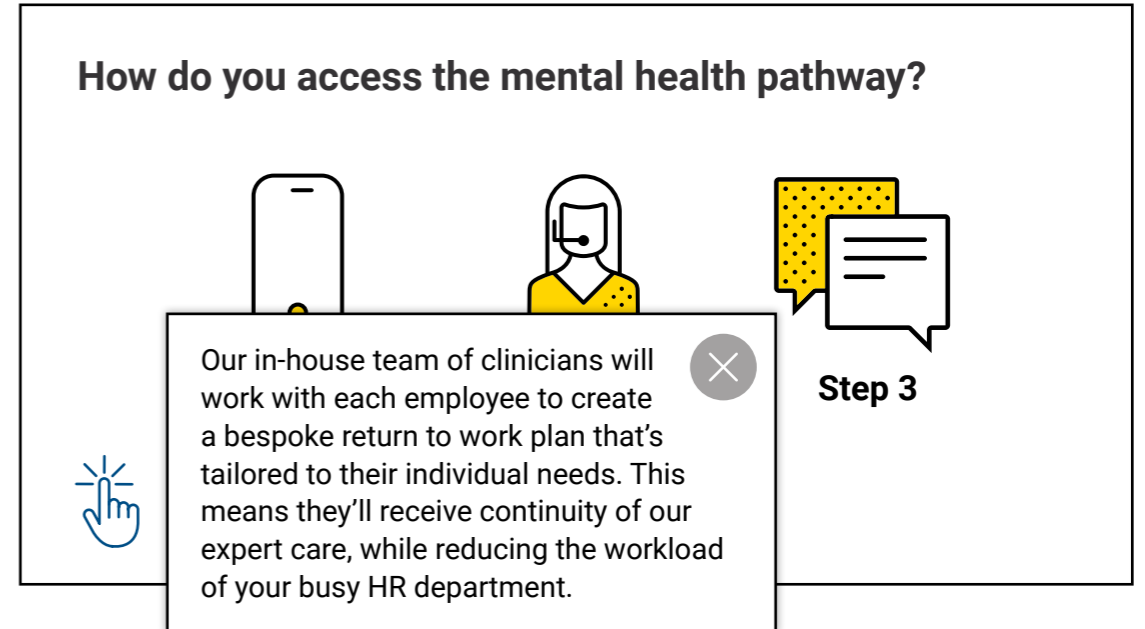 How do you access the mental health pathway?
Our in-house team of clinicians will
work with each employee to create
a bespoke return to work plan that's
tailored to their individual needs. This
means they'll receive continuity of our
expert care, while reducing the workload
of your busy HR department.
Step 3